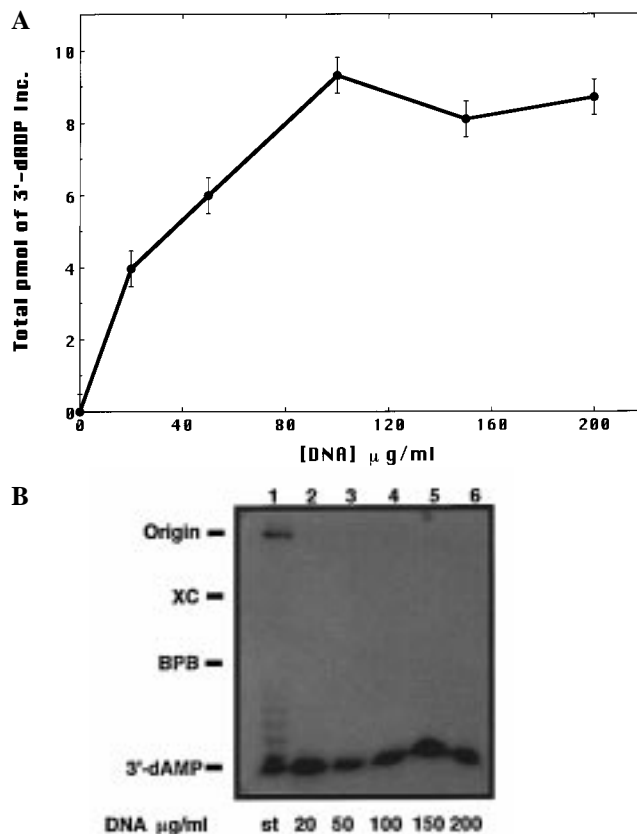 A
Total pmol of 3'-dADP Inc.
10
8
6
4
2
0
0 40 80 120 160 200
[DNA] μg/ml
B
1 2 3 4 5 6
Origin
XC
BPB
3'-dAMP
DNA μg/ml st 20 50 100 150 200